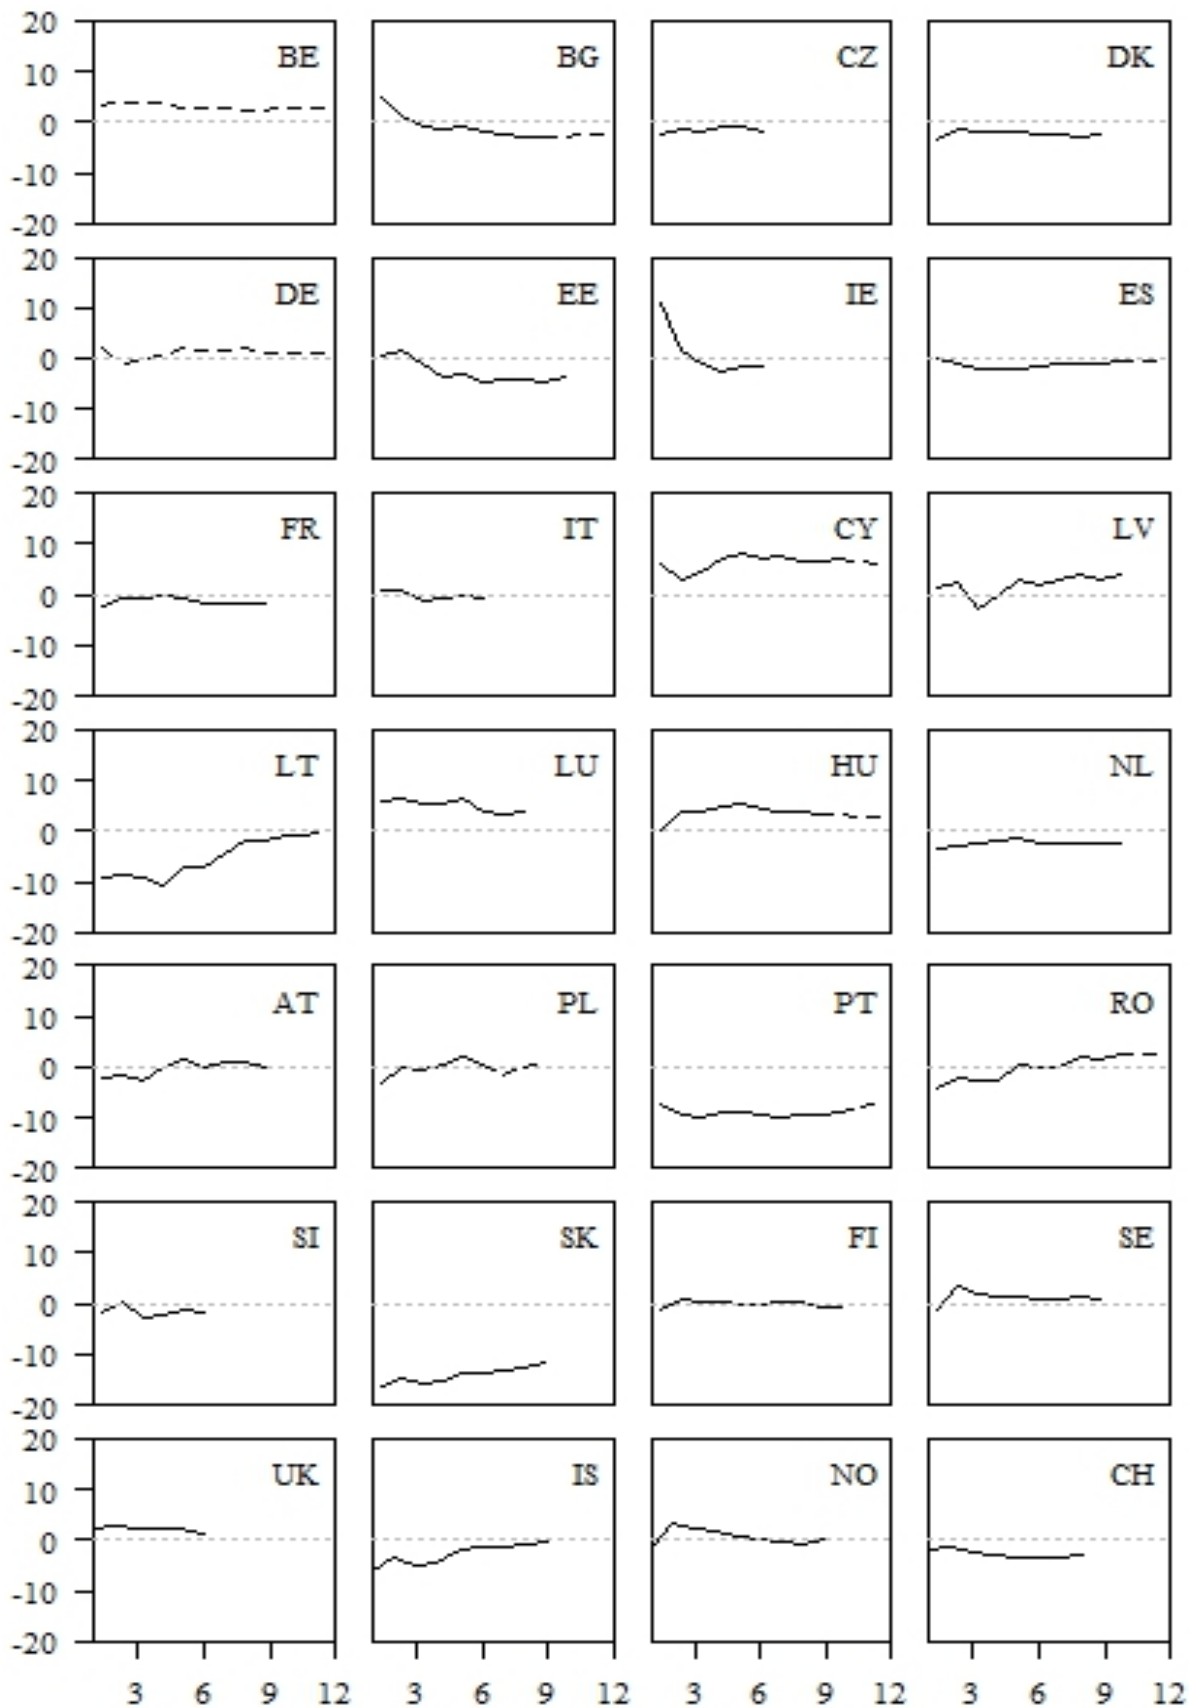 20
10
0
-10
-20
BE
BG
CZ
DK
20
10
0
-10
-20
DE
EE
IE
ES
20
10
0
-10
-20
FR
IT
CY
LV
20
10
0
-10
-20
LT
LU
HU
NL
20
10
0
-10
-20
AT
PL
PT
RO
20
10
0
-10
-20
SI
SK
FI
SE
20
10
0
-10
-20
UK
IS
NO
CH
3 6 9 12 3 6 9 12 3 6 9 12 3 6 9 12